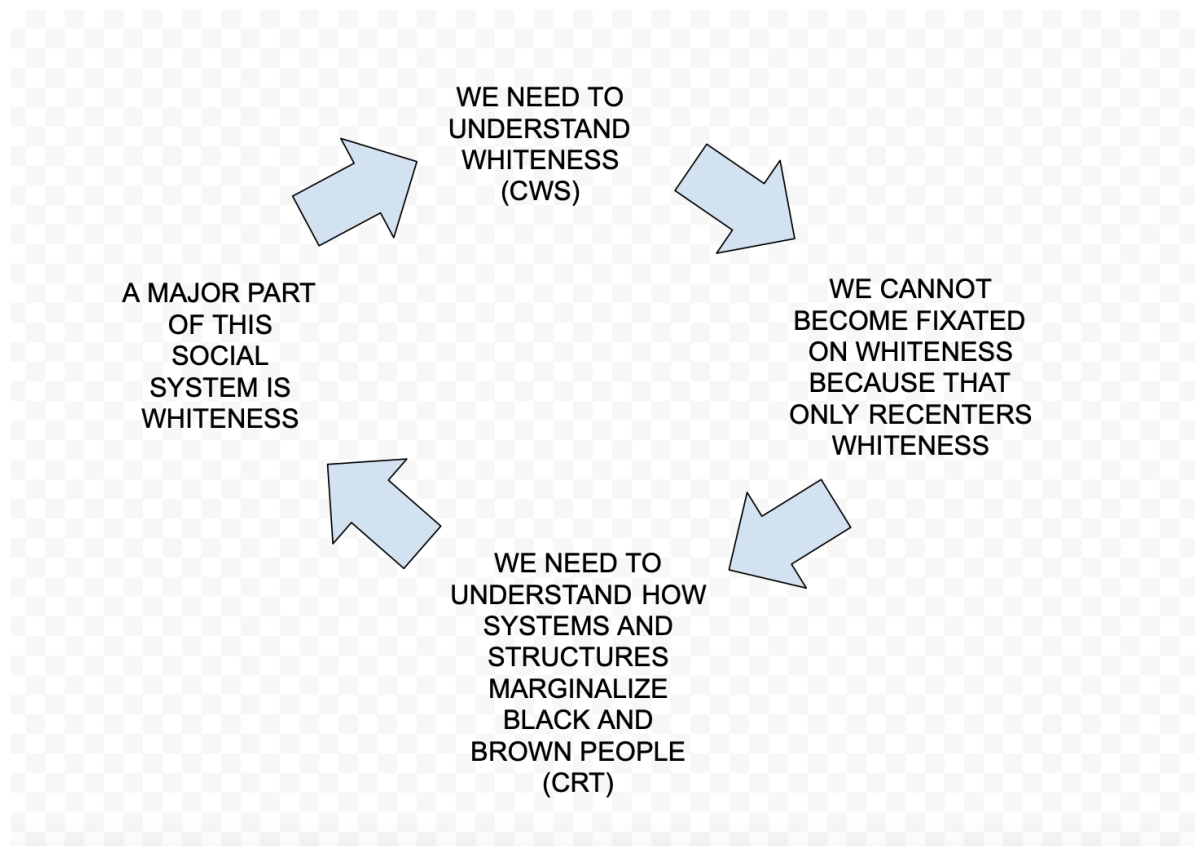 WE NEED TO
UNDERSTAND
WHITENESS
(CWS)
WE CANNOT
BECOME FIXATED
ON WHITENESS
BECAUSE THAT
ONLY RECENTERS
WHITENESS
WE NEED TO
UNDERSTAND HOW
SYSTEMS AND
STRUCTURES
MARGINALIZE
BLACK AND
BROWN PEOPLE
(CRT)
A MAJOR PART
OF THIS
SOCIAL
SYSTEM IS
WHITENESS